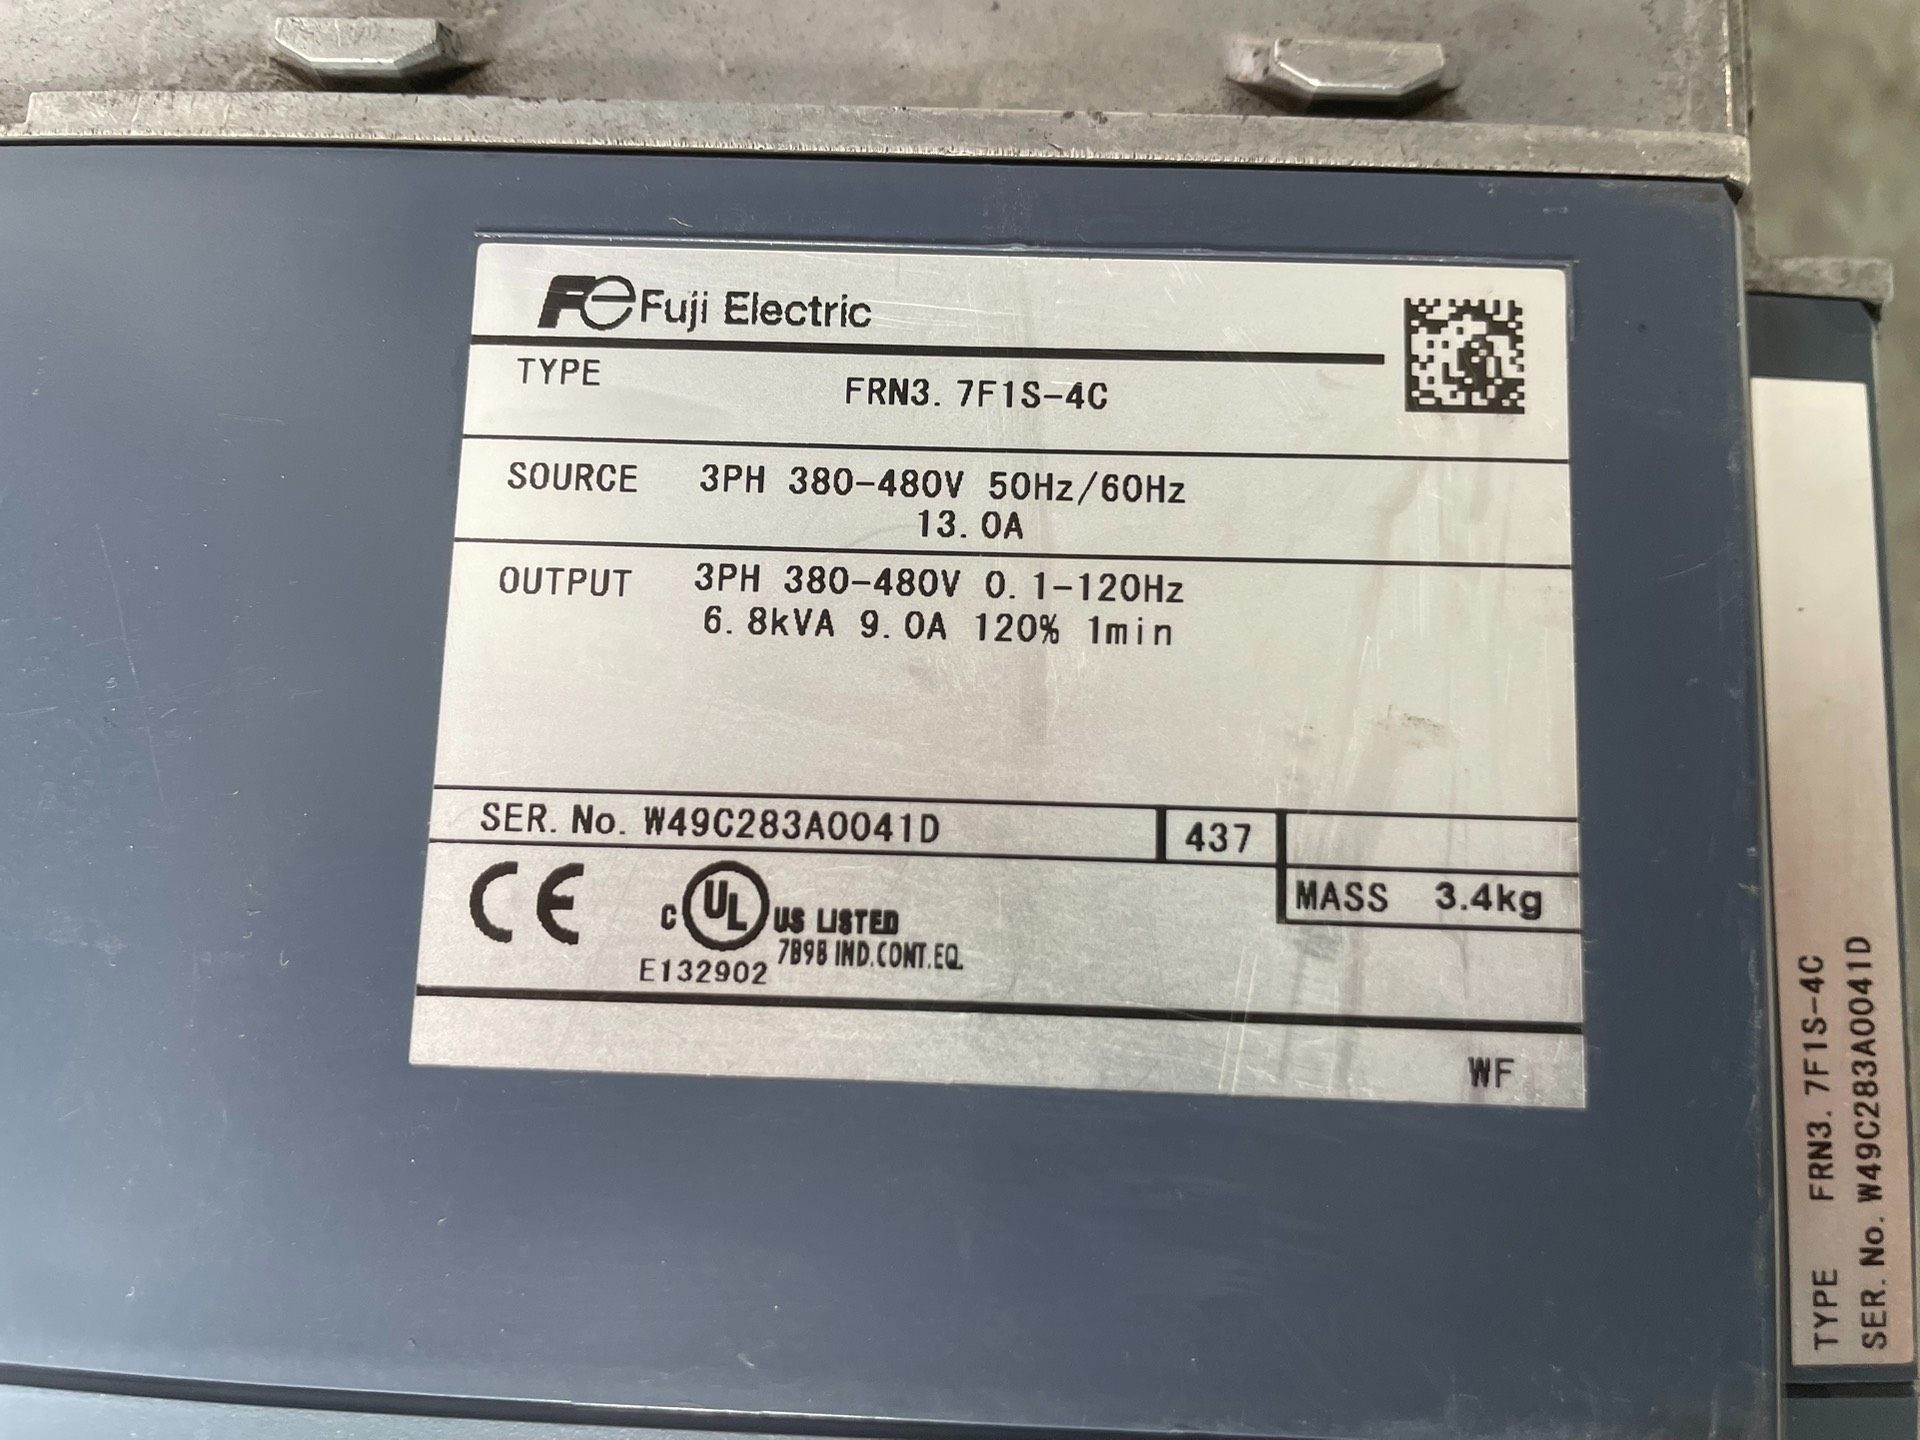 Fuji Electric
TYPE FRN3.7F1S-4C
SOURCE 3PH 380-480V 50Hz/60Hz
13.0A
OUTPUT 3PH 380-480V 0.1-120Hz
6.8kVA 9.0A 120% 1min
SER. No. W49C283A0041D 437
MASS 3.4kg
CE C UL US LISTED
E132902 7B98 IND.CONT.EQ.
WF
TYPE FRN3.7F1S-4C
SER. No. W49C283A0041D